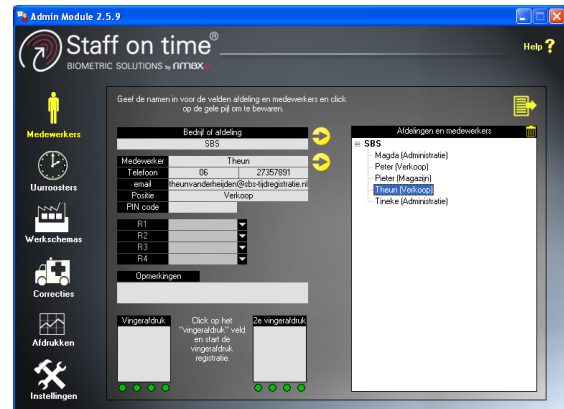 Admin Module 2.5.9
Staff on time®
BIOMETRIC SOLUTIONS by rimax
Help ?
Geef de namen in voor de velden afdeling en medewerkers en click
op de gele pijl om te bewaren.
Medewerkers
Uurroosters
Werkschemas
Correcties
Afdrukken
Instellingen
Bedrijf of afdeling
SBS
Medewerker Theun
Telefoon 06 27357891
email theunvanderheijden@sbs-tijdregistratie.nl
Positie Verkoop
PIN code
R1
R2
R3
R4
Opmerkingen
Vingerafdruk
Click op het
"vingerafdruk" veld
en start de
vingerafdruk
registratie.
2e vingerafdruk
Afdelingen en medewerkers
SBS
Magda (Administratie)
Peter (Verkoop)
Pieter (Magazijn)
Theun (Verkoop)
Tineke (Administratie)